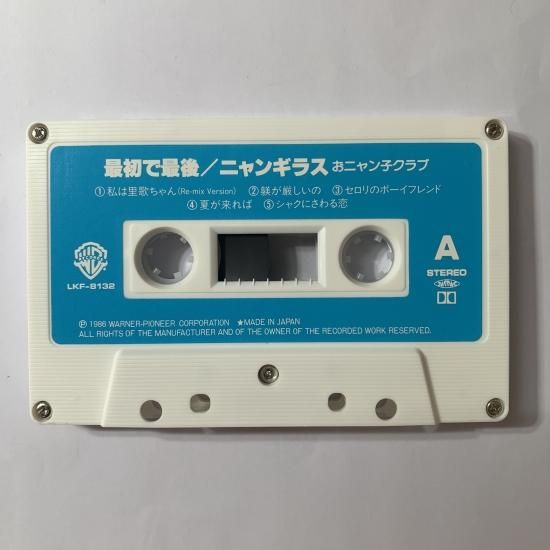 最初で最後/ニャンギラス おニャン子クラブ
①私は里歌ちゃん(Re-mix Version) ②躾が厳しいの ③セロリのボーイフレンド
④夏が来れば ⑤シャクにさわる恋
A
STEREO
LKF-8132
Ⓟ 1986 WARNER-PIONEER CORPORATION ★MADE IN JAPAN
ALL RIGHTS OF THE MANUFACTURER AND OF THE OWNER OF THE RECORDED WORK RESERVED.